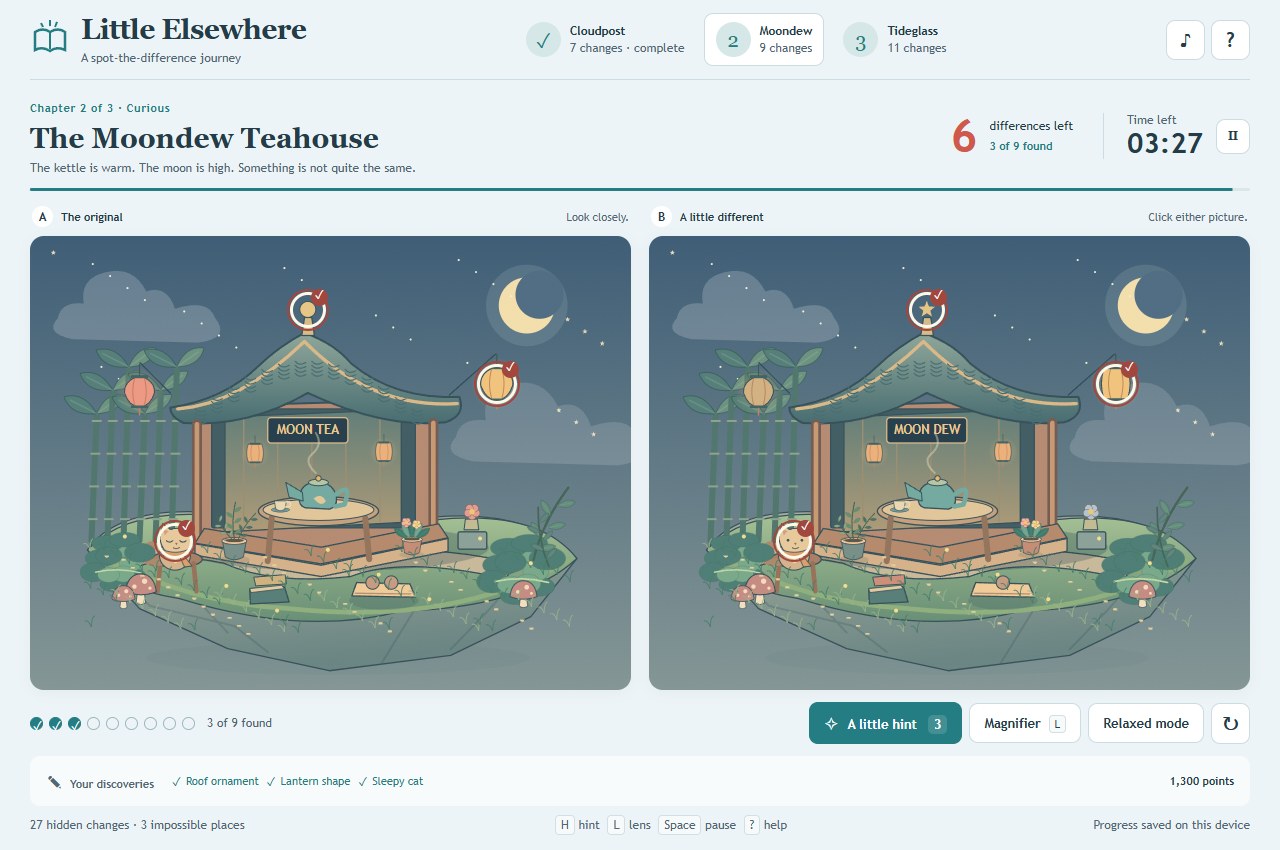 Little Elsewhere
A spot-the-difference journey
✓
Cloudpost
7 changes · complete
2
Moondew
9 changes
3
Tideglass
11 changes
♪
?
Chapter 2 of 3 · Curious
The Moondew Teahouse
The kettle is warm. The moon is high. Something is not quite the same.
6
differences left
3 of 9 found
Time left
03:27
A
The original
Look closely.
B
A little different
Click either picture.
MOON TEA
MOON DEW
3 of 9 found
A little hint 3
Magnifier L
Relaxed mode
Your discoveries
✓ Roof ornament ✓ Lantern shape ✓ Sleepy cat
1,300 points
27 hidden changes · 3 impossible places
H hint L lens Space pause ? help
Progress saved on this device